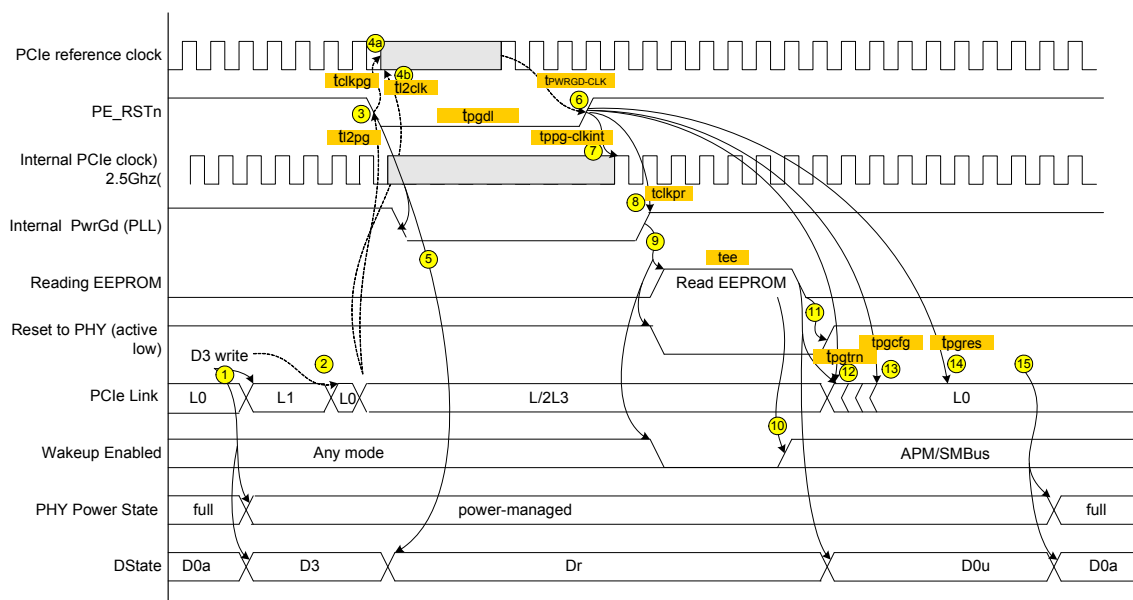 PCIe reference clock
4a
4b
tclkpg
tl2clk
tPWRGD-CLK
PE_RSTn
3
6
tl2pg
tpgdl
tppg-clkint
7
Internal PCIe clock)
2.5Ghz(
tclkpr
8
Internal PwrGd (PLL)
9
5
tee
Reading EEPROM
Read EEPROM
11
Reset to PHY (active
low)
D3 write
1
2
tpgtrn
tpgcfg
tpgres
12
13
14
15
PCIe Link
L0
L1
L0
L/2L3
L0
10
Wakeup Enabled
Any mode
APM/SMBus
PHY Power State
full
power-managed
full
DState
D0a
D3
Dr
D0u
D0a